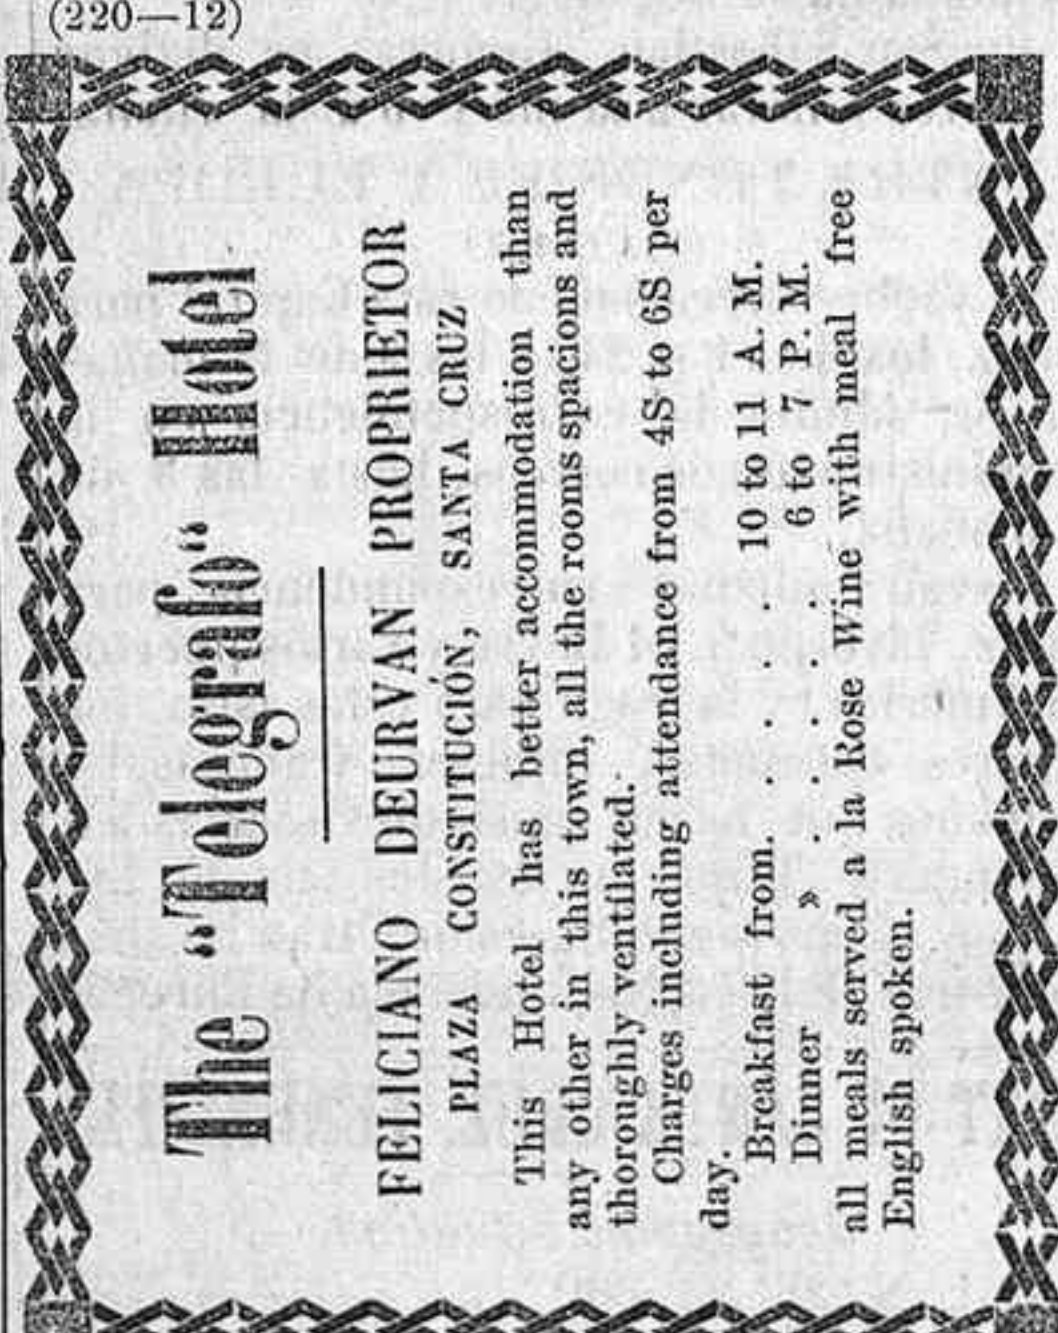 (220—12)
The “Telegrafo“ Hotel
FELICIANO DEURVAN PROPRIETOR
PLAZA CONSTITUCIÓN, SANTA CRUZ
This Hotel has better accommodation than
any other in this town, all the rooms spacions and
thoroughly ventilated.
Charges including attendance from 4S to 6S per
day.
Breakfast from. . . . . 10 to 11 A. M.
Dinner » . . . . . 6 to 7 P. M.
all meals served a la Rose Wine with meal free
English spoken.